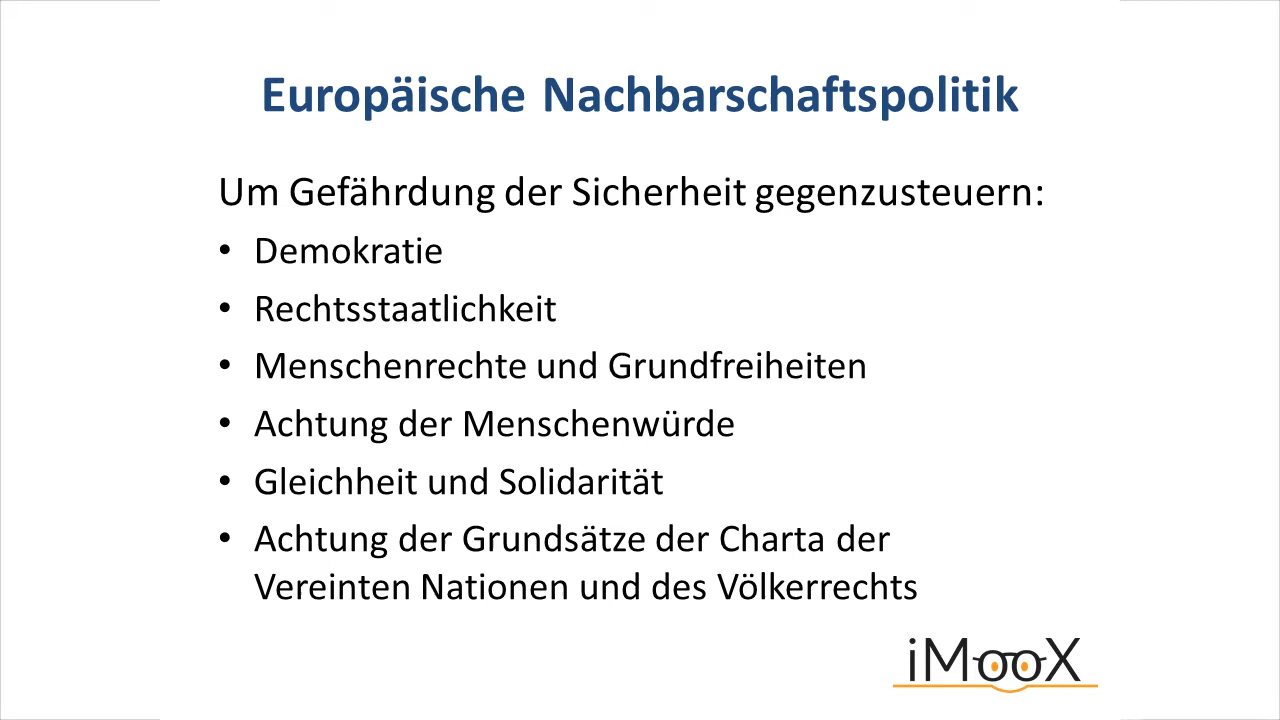 Europäische Nachbarschaftspolitik
Um Gefährdung der Sicherheit gegenzusteuern:
• Demokratie
• Rechtsstaatlichkeit
• Menschenrechte und Grundfreiheiten
• Achtung der Menschenwürde
• Gleichheit und Solidarität
• Achtung der Grundsätze der Charta der
Vereinten Nationen und des Völkerrechts
iMooX